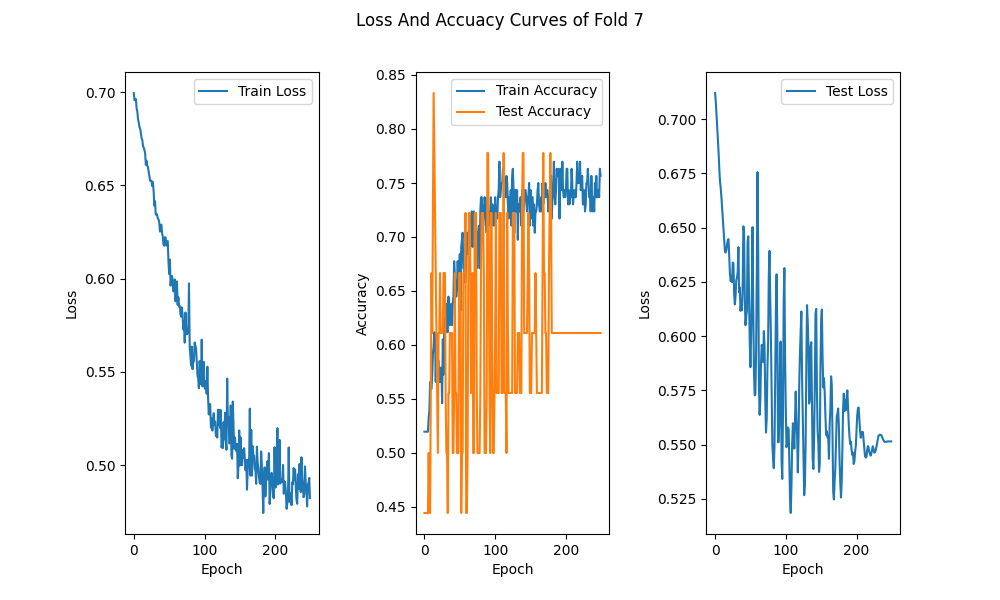 Loss And Accuacy Curves of Fold 7
Train Loss
0.70
0.65
0.60
0.55
0.50
Loss
0
100
200
Epoch
Train Accuracy
Test Accuracy
0.85
0.80
0.75
0.70
0.65
0.60
0.55
0.50
0.45
Accuracy
0
100
200
Epoch
Test Loss
0.700
0.675
0.650
0.625
0.600
0.575
0.550
0.525
Loss
0
100
200
Epoch